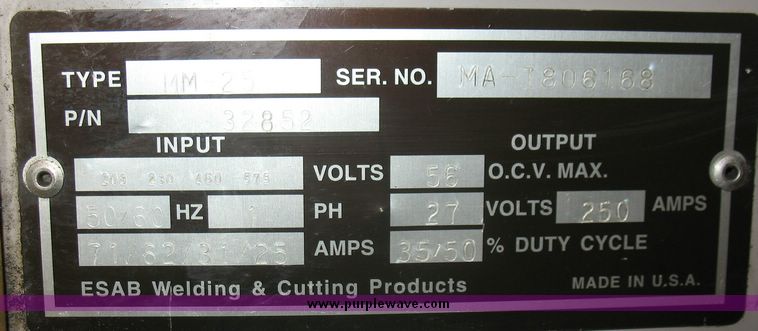 TYPE MM-25 SER. NO. MA-I806168
P/N 32852
INPUT OUTPUT
208 230 460 575 VOLTS 56 O.C.V. MAX.
50/60 HZ 1 PH 27 VOLTS 250 AMPS
71/62/31/25 AMPS 35/50 % DUTY CYCLE
ESAB Welding & Cutting Products MADE IN U.S.A.
www.purplewave.com